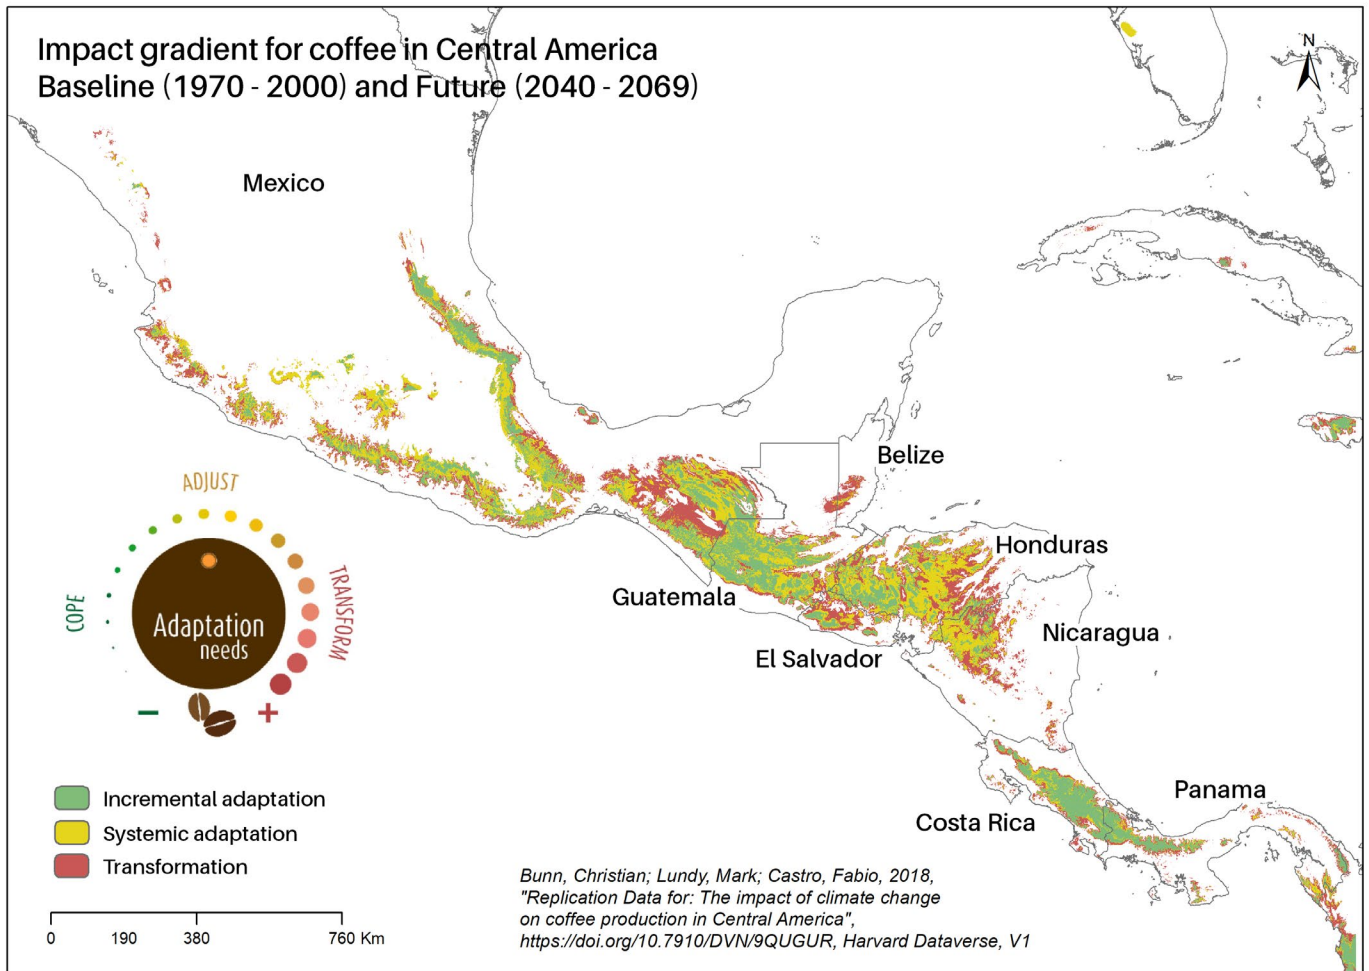 Impact gradient for coffee in Central America
Baseline (1970 - 2000) and Future (2040 - 2069)
N
Mexico
Belize
Honduras
Guatemala
Nicaragua
El Salvador
Panama
Costa Rica
ADJUST
COPE
TRANSFORM
Adaptation
needs
− +
Incremental adaptation
Systemic adaptation
Transformation
0 190 380 760 Km
Bunn, Christian; Lundy, Mark; Castro, Fabio, 2018,
"Replication Data for: The impact of climate change
on coffee production in Central America",
https://doi.org/10.7910/DVN/9QUGUR, Harvard Dataverse, V1